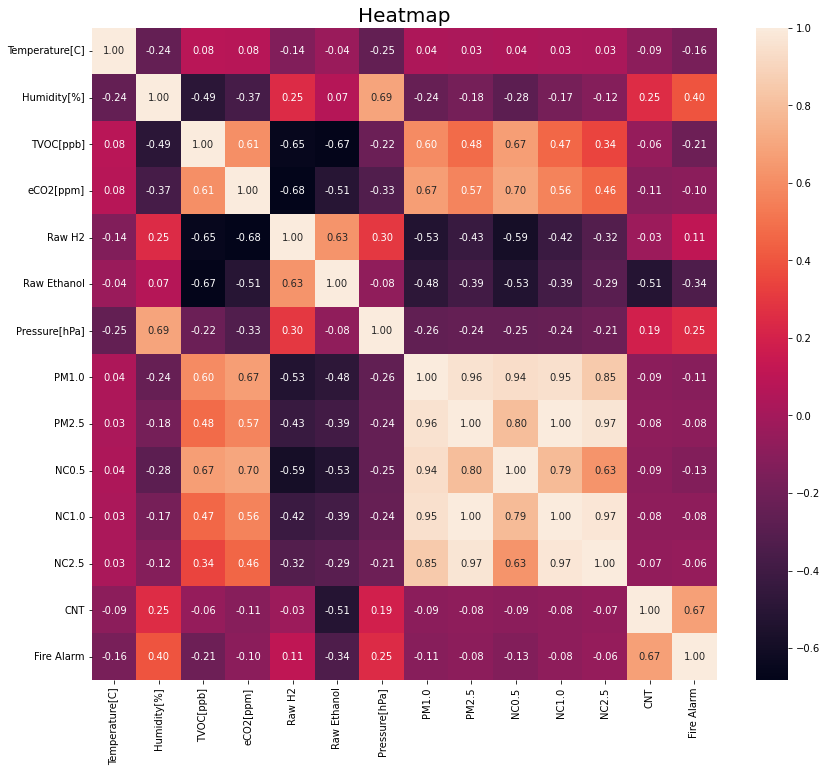 Heatmap
Temperature[C] 1.00 -0.24 0.08 0.08 -0.14 -0.04 -0.25 0.04 0.03 0.04 0.03 0.03 -0.09 -0.16
Humidity[%] -0.24 1.00 -0.49 -0.37 0.25 0.07 0.69 -0.24 -0.18 -0.28 -0.17 -0.12 0.25 0.40
TVOC[ppb] 0.08 -0.49 1.00 0.61 -0.65 -0.67 -0.22 0.60 0.48 0.67 0.47 0.34 -0.06 -0.21
eCO2[ppm] 0.08 -0.37 0.61 1.00 -0.68 -0.51 -0.33 0.67 0.57 0.70 0.56 0.46 -0.11 -0.10
Raw H2 -0.14 0.25 -0.65 -0.68 1.00 0.63 0.30 -0.53 -0.43 -0.59 -0.42 -0.32 -0.03 0.11
Raw Ethanol -0.04 0.07 -0.67 -0.51 0.63 1.00 -0.08 -0.48 -0.39 -0.53 -0.39 -0.29 -0.51 -0.34
Pressure[hPa] -0.25 0.69 -0.22 -0.33 0.30 -0.08 1.00 -0.26 -0.24 -0.25 -0.24 -0.21 0.19 0.25
PM1.0 0.04 -0.24 0.60 0.67 -0.53 -0.48 -0.26 1.00 0.96 0.94 0.95 0.85 -0.09 -0.11
PM2.5 0.03 -0.18 0.48 0.57 -0.43 -0.39 -0.24 0.96 1.00 0.80 1.00 0.97 -0.08 -0.08
NC0.5 0.04 -0.28 0.67 0.70 -0.59 -0.53 -0.25 0.94 0.80 1.00 0.79 0.63 -0.09 -0.13
NC1.0 0.03 -0.17 0.47 0.56 -0.42 -0.39 -0.24 0.95 1.00 0.79 1.00 0.97 -0.08 -0.08
NC2.5 0.03 -0.12 0.34 0.46 -0.32 -0.29 -0.21 0.85 0.97 0.63 0.97 1.00 -0.07 -0.06
CNT -0.09 0.25 -0.06 -0.11 -0.03 -0.51 0.19 -0.09 -0.08 -0.09 -0.08 -0.07 1.00 0.67
Fire Alarm -0.16 0.40 -0.21 -0.10 0.11 -0.34 0.25 -0.11 -0.08 -0.13 -0.08 -0.06 0.67 1.00
Temperature[C]
Humidity[%]
TVOC[ppb]
eCO2[ppm]
Raw H2
Raw Ethanol
Pressure[hPa]
PM1.0
PM2.5
NC0.5
NC1.0
NC2.5
CNT
Fire Alarm
1.0
0.8
0.6
0.4
0.2
0.0
−0.2
−0.4
−0.6